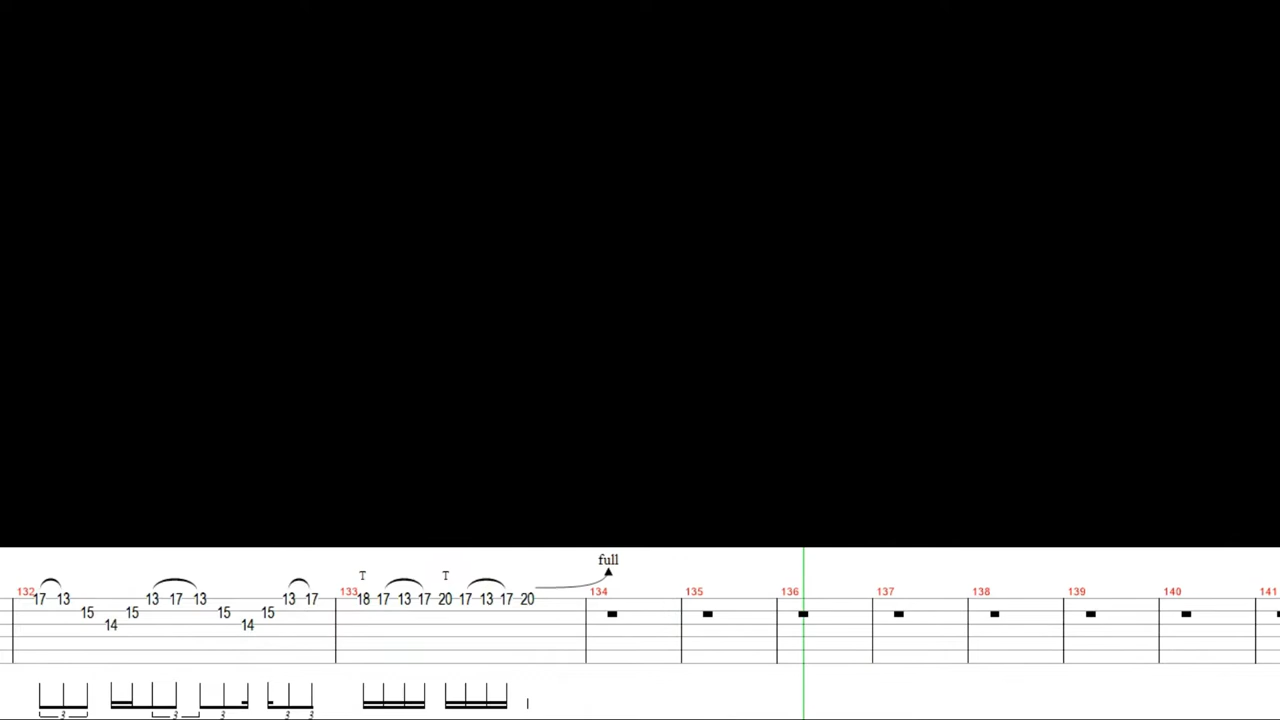 full
T T
132 133 134 135 136 137 138 139 140 141
17 13 13 17 13 13 17 18 17 13 17 20 17 13 17 20
15 15 15 15
14 14
3 3 3 3 3